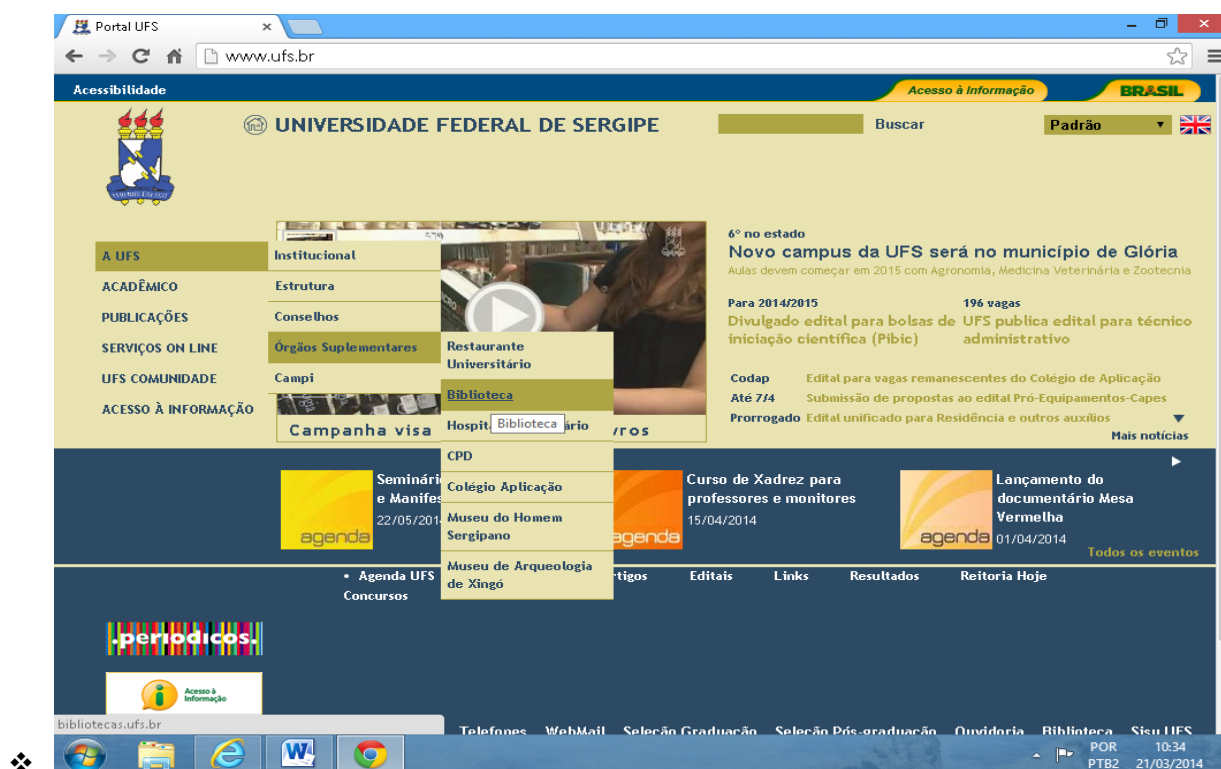 Portal UFS
www.ufs.br
Acessibilidade
Acesso à Informação
BRASIL
UNIVERSIDADE FEDERAL DE SERGIPE
Buscar
Padrão
A UFS
ACADÊMICO
PUBLICAÇÕES
SERVIÇOS ON LINE
UFS COMUNIDADE
ACESSO À INFORMAÇÃO
Institucional
Estrutura
Conselhos
Órgãos Suplementares
Campi
Restaurante
Universitário
Biblioteca
Biblioteca
CPD
Colégio Aplicação
Museu do Homem
Sergipano
Museu de Arqueologia
de Xingó
579
Campanha visa
6º no estado
Novo campus da UFS será no município de Glória
Aulas devem começar em 2015 com Agronomia, Medicina Veterinária e Zootecnia
Para 2014/2015
Divulgado edital para bolsas de
iniciação científica (Pibic)
196 vagas
UFS publica edital para técnico
administrativo
Codap Edital para vagas remanescentes do Colégio de Aplicação
Até 7/4 Submissão de propostas ao edital Pró-Equipamentos-Capes
Prorrogado Edital unificado para Residência e outros auxílios
Mais notícias
agenda
22/05/201
agenda
Curso de Xadrez para
professores e monitores
15/04/2014
agenda
Lançamento do
documentário Mesa
Vermelha
01/04/2014
Todos os eventos
• Agenda UFS
Editais Links Resultados Reitoria Hoje
Concursos
.periodicos.
Acesso à
Informação
bibliotecas.ufs.br
Telefones WebMail Seleção Graduação Seleção Pós-graduação Ouvidoria Biblioteca Sisu UFS
POR 10:34
PTB2 21/03/2014